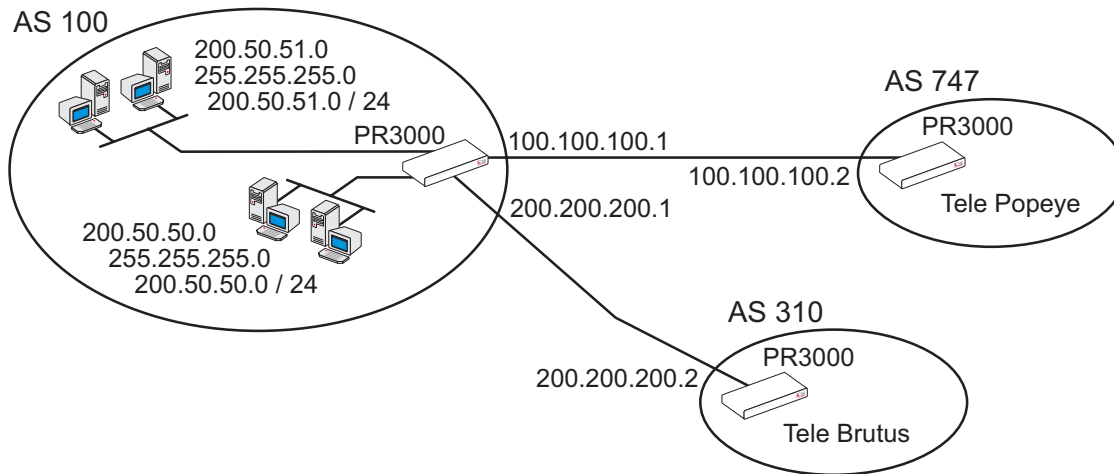 AS 100
200.50.51.0
255.255.255.0
200.50.51.0 / 24
PR3000
100.100.100.1
100.100.100.2
AS 747
PR3000
Tele Popeye
200.200.200.1
200.50.50.0
255.255.255.0
200.50.50.0 / 24
AS 310
PR3000
200.200.200.2
Tele Brutus